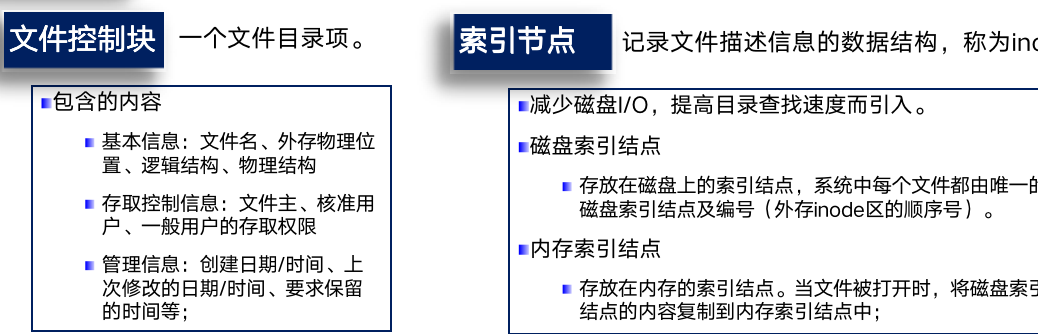 文件控制块 一个文件目录项。
包含的内容
基本信息：文件名、外存物理位
置、逻辑结构、物理结构
存取控制信息：文件主、核准用
户、一般用户的存取权限
管理信息：创建日期/时间、上
次修改的日期/时间、要求保留
的时间等；
索引节点 记录文件描述信息的数据结构，称为
减少磁盘I/O，提高目录查找速度而引入。
磁盘索引结点
存放在磁盘上的索引结点，系统中每个文件都由唯一的
磁盘索引结点及编号（外存inode区的顺序号）。
内存索引结点
存放在内存的索引结点。当文件被打开时，将磁盘索引
结点的内容复制到内存索引结点中；